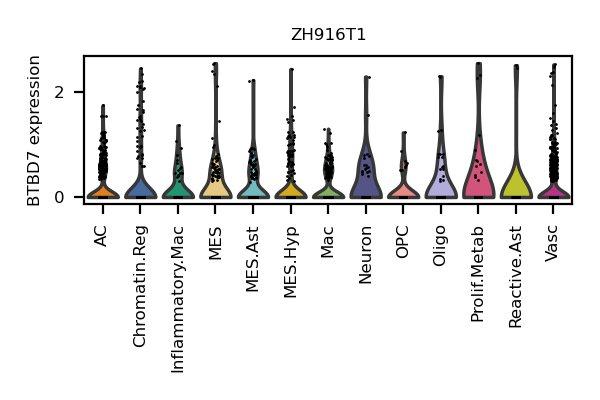 ZH916T1
BTBD7 expression
2
0
AC
Chromatin.Reg
Inflammatory.Mac
MES
MES.Ast
MES.Hyp
Mac
Neuron
OPC
Oligo
Prolif.Metab
Reactive.Ast
Vasc